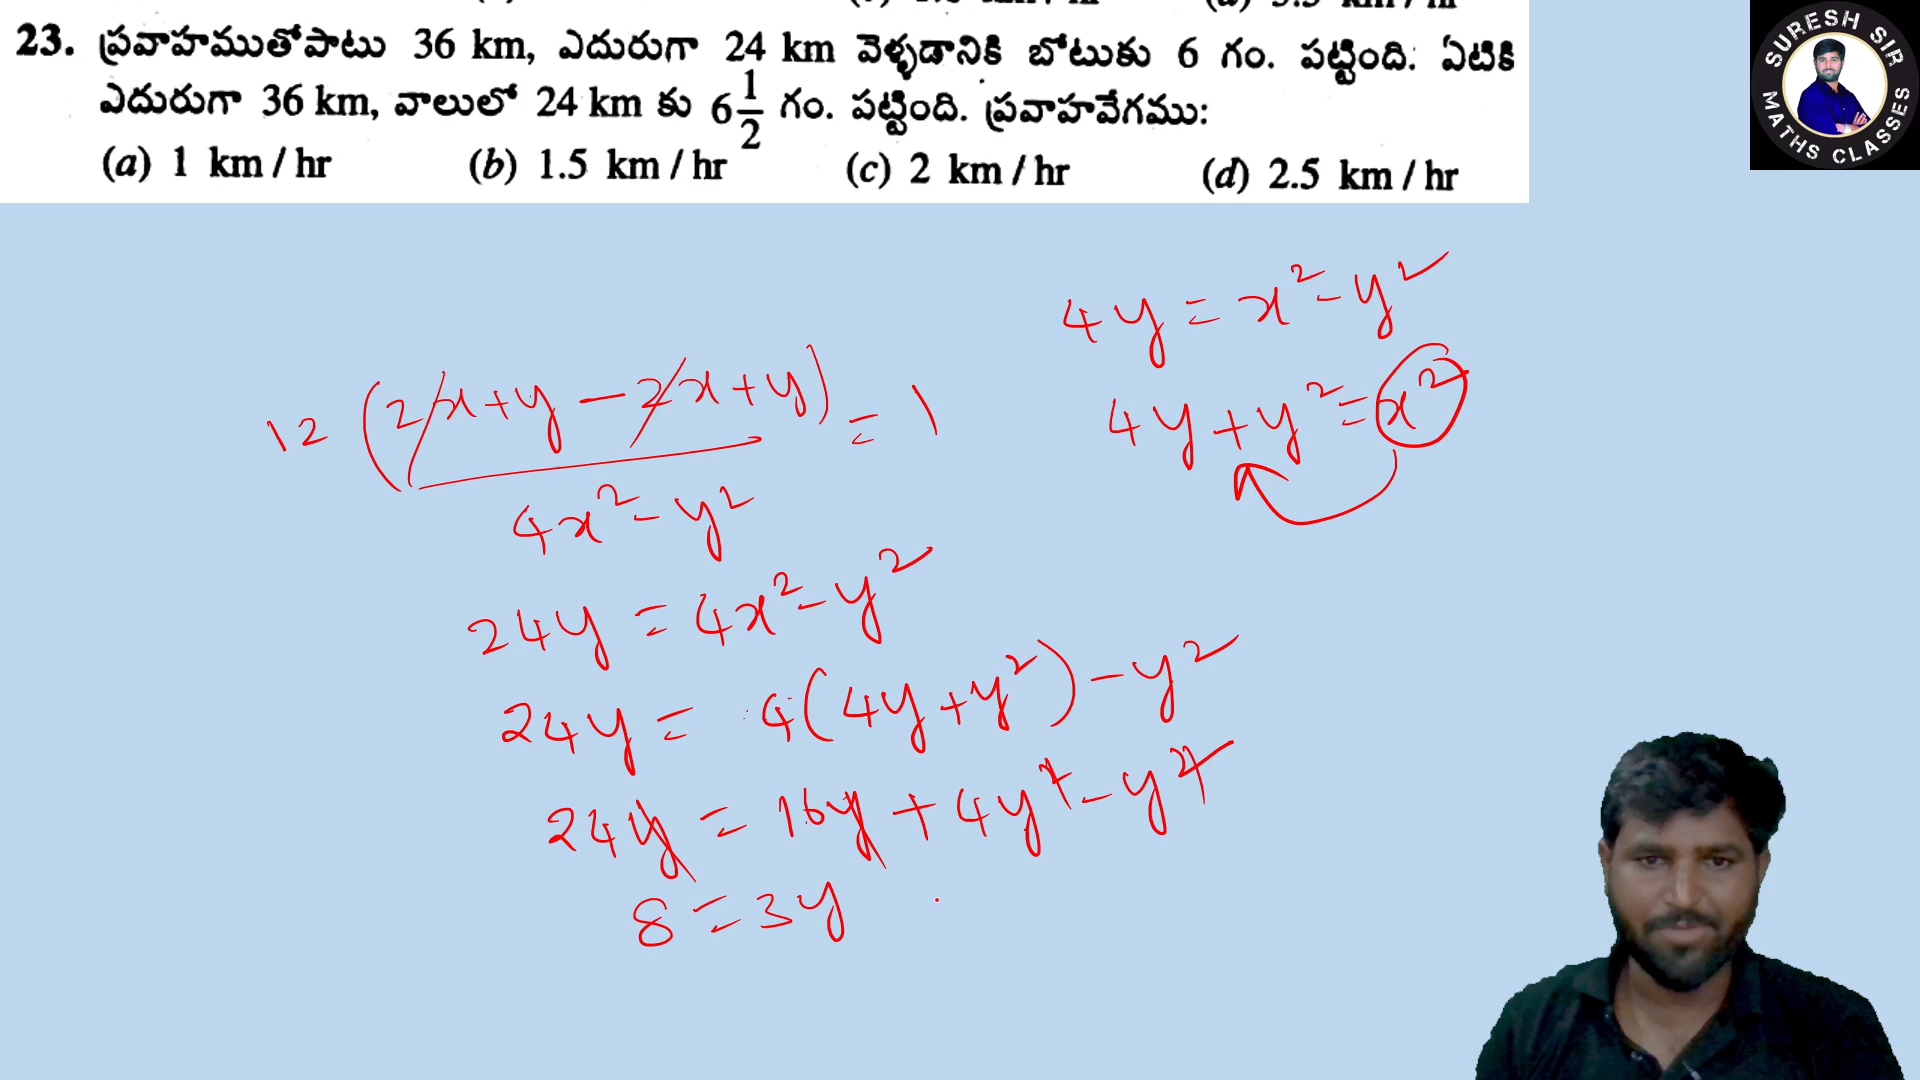 23. ప్రవాహముతోపాటు 36 km, ఎదురుగా 24 km వెళ్ళడానికి బోటుకు 6 గం. పట్టింది. ఏటికి
ఎదురుగా 36 km, వాలులో 24 km కు 6 1/2 గం. పట్టింది. ప్రవాహవేగము:
(a) 1 km / hr (b) 1.5 km / hr (c) 2 km / hr (d) 2.5 km / hr
SURESH SIR
MATHS CLASSES
4y = x² - y²
4y + y² = x²
12 (2x + y - 2x + y) = 1
4x² - y²
24y = 4x² - y²
24y = 4(4y + y²) - y²
24y = 16y + 4y² - y²
8 = 3y